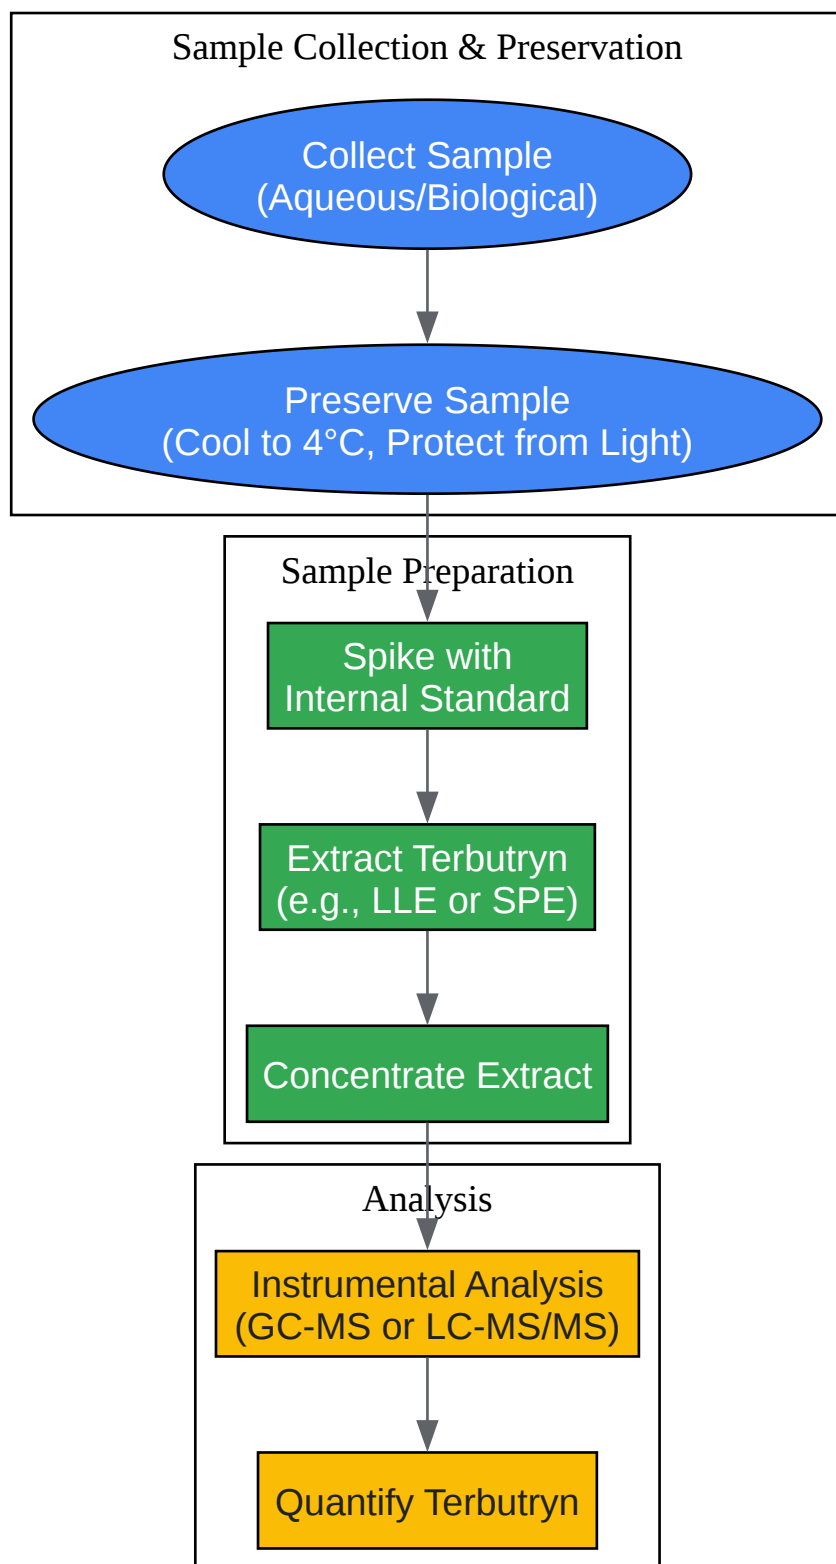 Sample Collection & Preservation
Collect Sample
(Aqueous/Biological)
Preserve Sample
(Cool to 4°C, Protect from Light)
Sample Preparation
Spike with
Internal Standard
Extract Terbutryn
(e.g., LLE or SPE)
Concentrate Extract
Analysis
Instrumental Analysis
(GC-MS or LC-MS/MS)
Quantify Terbutryn